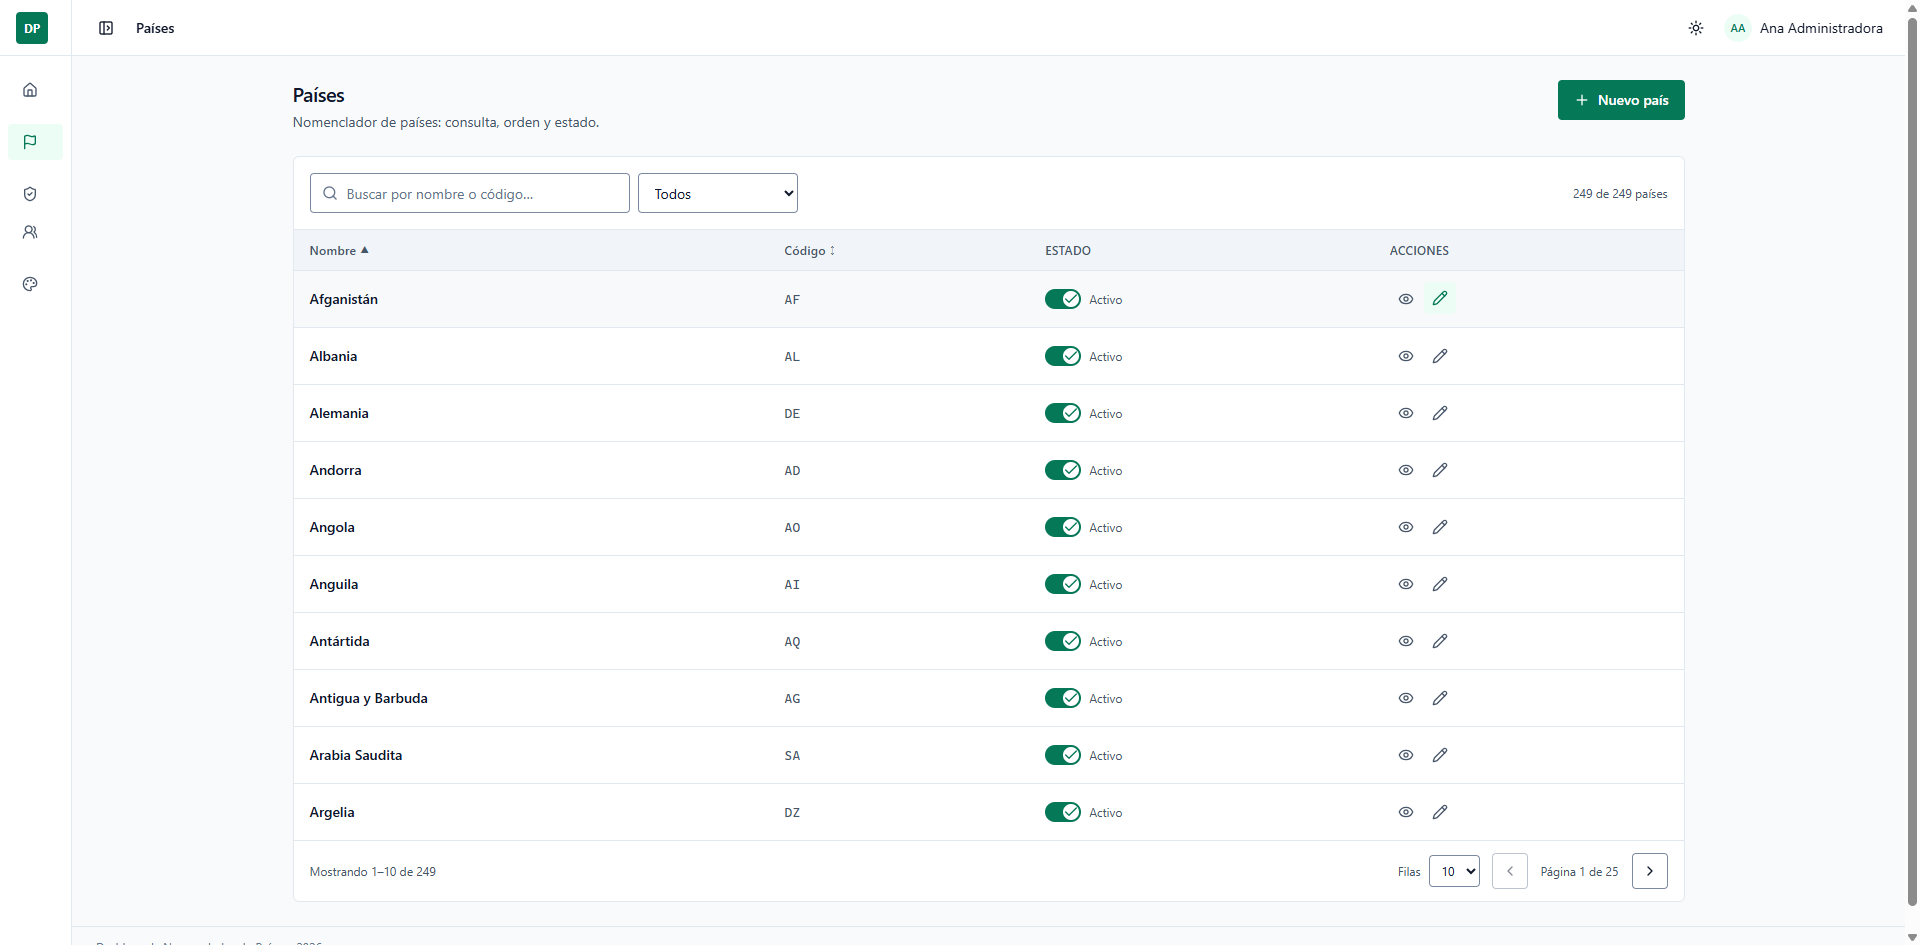 DP
Países
AA Ana Administradora
Países
Nomenclador de países: consulta, orden y estado.
Nuevo país
Buscar por nombre o código...
Todos
249 de 249 países
Nombre Código ESTADO ACCIONES
Afganistán AF Activo
Albania AL Activo
Alemania DE Activo
Andorra AD Activo
Angola AO Activo
Anguila AI Activo
Antártida AQ Activo
Antigua y Barbuda AG Activo
Arabia Saudita SA Activo
Argelia DZ Activo
Mostrando 1–10 de 249
Filas 10 Página 1 de 25